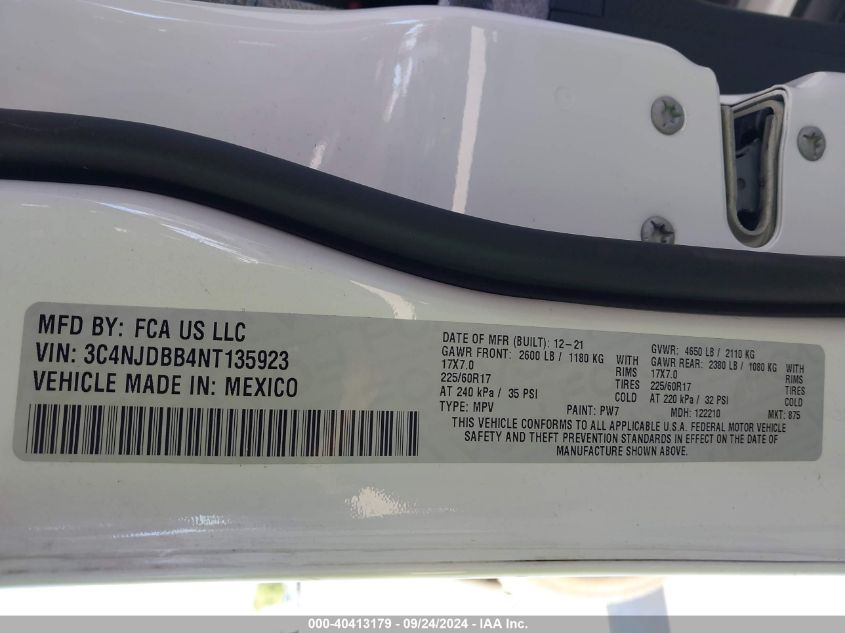 MFD BY: FCA US LLC
VIN: 3C4NJDBB4NT135923
VEHICLE MADE IN: MEXICO
DATE OF MFR (BUILT): 12-21
GAWR FRONT: 2600 LB / 1180 KG
17X7.0 RIMS
225/60R17 TIRES
AT 240 kPa / 35 PSI COLD
TYPE: MPV PAINT: PW7
GVWR: 4650 LB / 2110 KG
GAWR REAR: 2380 LB / 1080 KG
17X7.0 RIMS
225/60R17 TIRES
AT 220 kPa / 32 PSI COLD
MDH: 122210 MKT: 875
THIS VEHICLE CONFORMS TO ALL APPLICABLE U.S.A. FEDERAL MOTOR VEHICLE
SAFETY AND THEFT PREVENTION STANDARDS IN EFFECT ON THE DATE OF
MANUFACTURE SHOWN ABOVE.
000-40413179 / 09/24/2024 - IAA Inc.